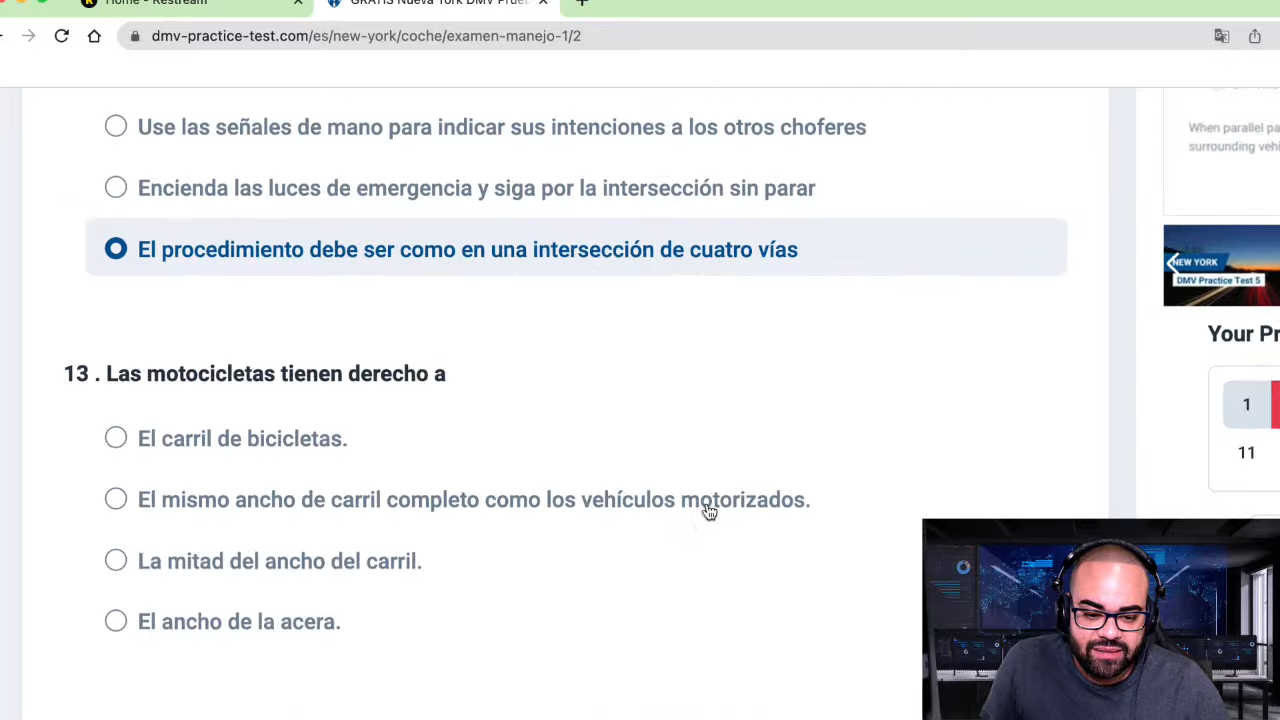 Home - Restream
GRATIS Nueva York DMV
dmv-practice-test.com/es/new-york/coche/examen-manejo-1/2
Use las señales de mano para indicar sus intenciones a los otros choferes
Encienda las luces de emergencia y siga por la intersección sin parar
El procedimiento debe ser como en una intersección de cuatro vías
13 . Las motocicletas tienen derecho a
El carril de bicicletas.
El mismo ancho de carril completo como los vehículos motorizados.
La mitad del ancho del carril.
El ancho de la acera.
When parallel pa
surrounding vehi
NEW YORK
DMV Practice Test 5
Your Pr
1
11